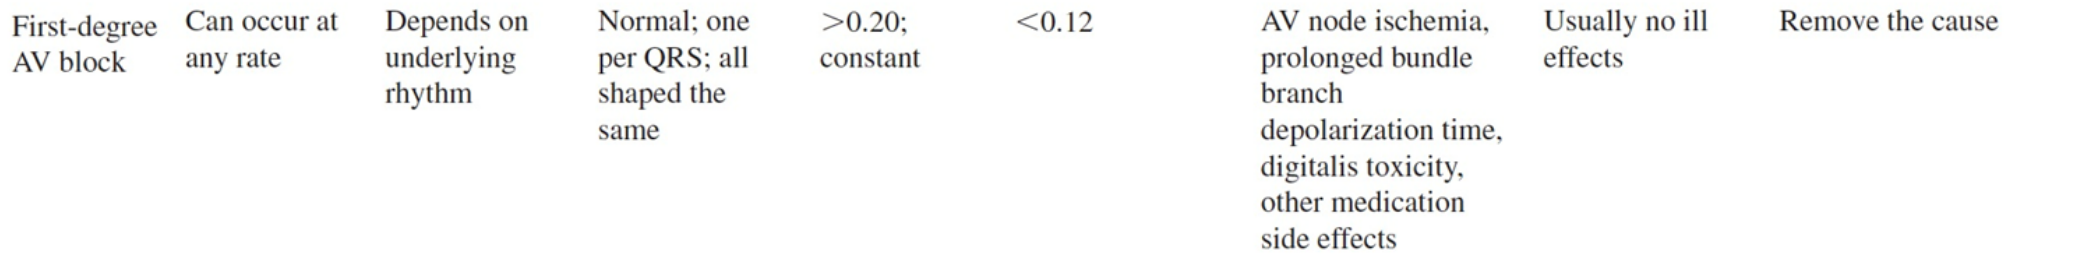 First-degree
AV block
Can occur at
any rate
Depends on
underlying
rhythm
Normal; one
per QRS; all
shaped the
same
>0.20;
constant
<0.12
AV node ischemia,
prolonged bundle
branch
depolarization time,
digitalis toxicity,
other medication
side effects
Usually no ill
effects
Remove the cause